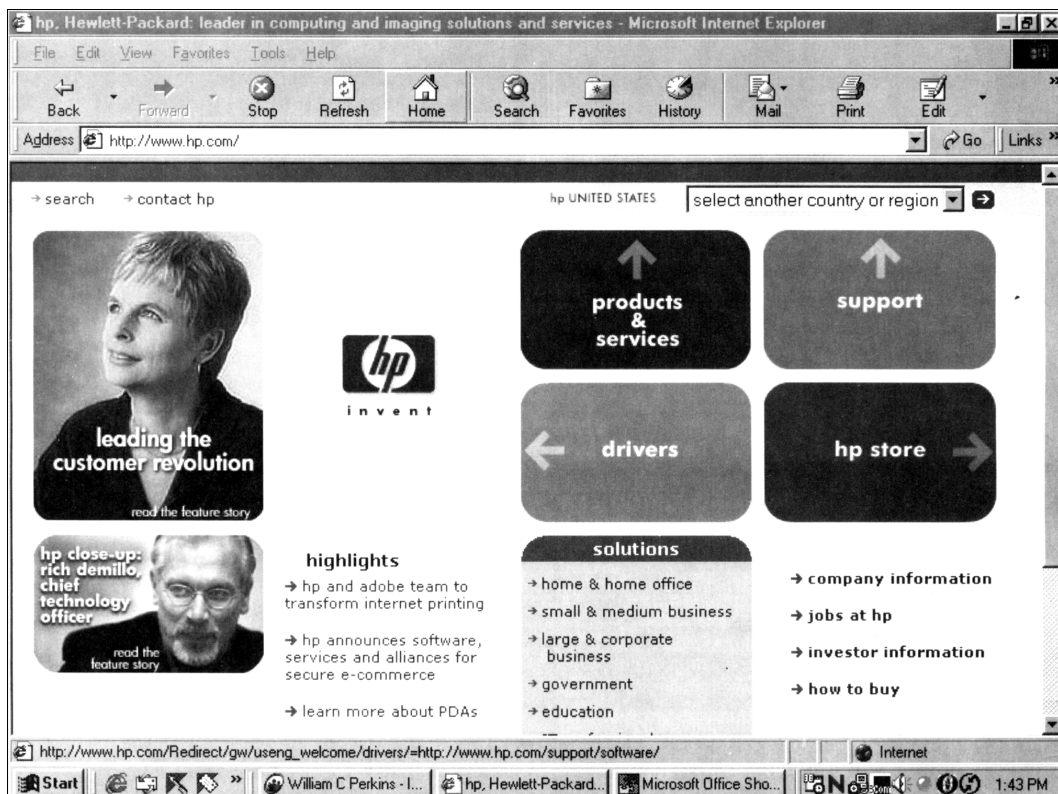 hp, Hewlett-Packard: leader in computing and imaging solutions and services - Microsoft Internet Explorer
File Edit View Favorites Tools Help
Back Forward Stop Refresh Home Search Favorites History Mail Print Edit »
Address http://www.hp.com/ Go Links »
→ search → contact hp hp UNITED STATES select another country or region
leading the
customer revolution
read the feature story
hp
invent
products
&
services
support
drivers
hp store
hp close-up:
rich demillo,
chief
technology
officer
read the
feature story
highlights
→ hp and adobe team to
transform internet printing
→ hp announces software,
services and alliances for
secure e-commerce
→ learn more about PDAs
solutions
→ home & home office
→ small & medium business
→ large & corporate
business
→ government
→ education
→ company information
→ jobs at hp
→ investor information
→ how to buy
http://www.hp.com/Redirect/gw/useng_welcome/drivers/=http://www.hp.com/support/software/ Internet
Start » William C Perkins - I... hp, Hewlett-Packard... Microsoft Office Sho... N 1:43 PM